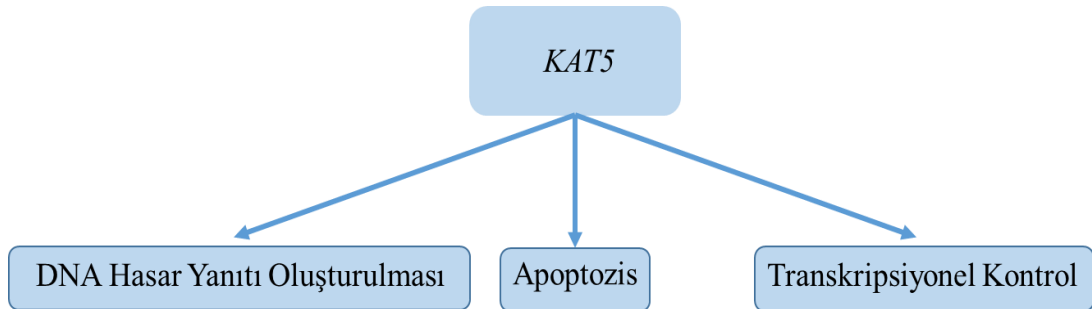 KAT5
DNA Hasar Yanıtı Oluşturulması
Apoptozis
Transkripsiyonel Kontrol